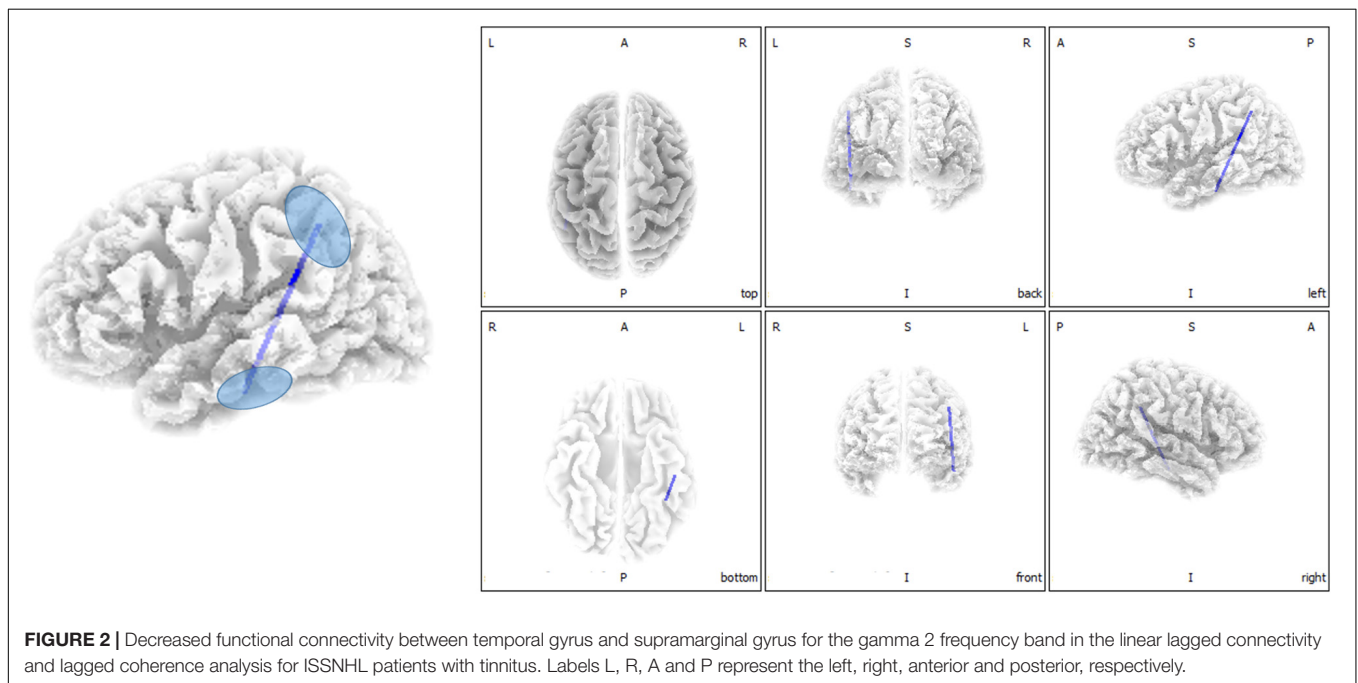 L A R
P top
L S R
I back
A S P
I left
R A L
P bottom
R S L
I front
P S A
I right
FIGURE 2 | Decreased functional connectivity between temporal gyrus and supramarginal gyrus for the gamma 2 frequency band in the linear lagged connectivity
and lagged coherence analysis for ISSNHL patients with tinnitus. Labels L, R, A and P represent the left, right, anterior and posterior, respectively.